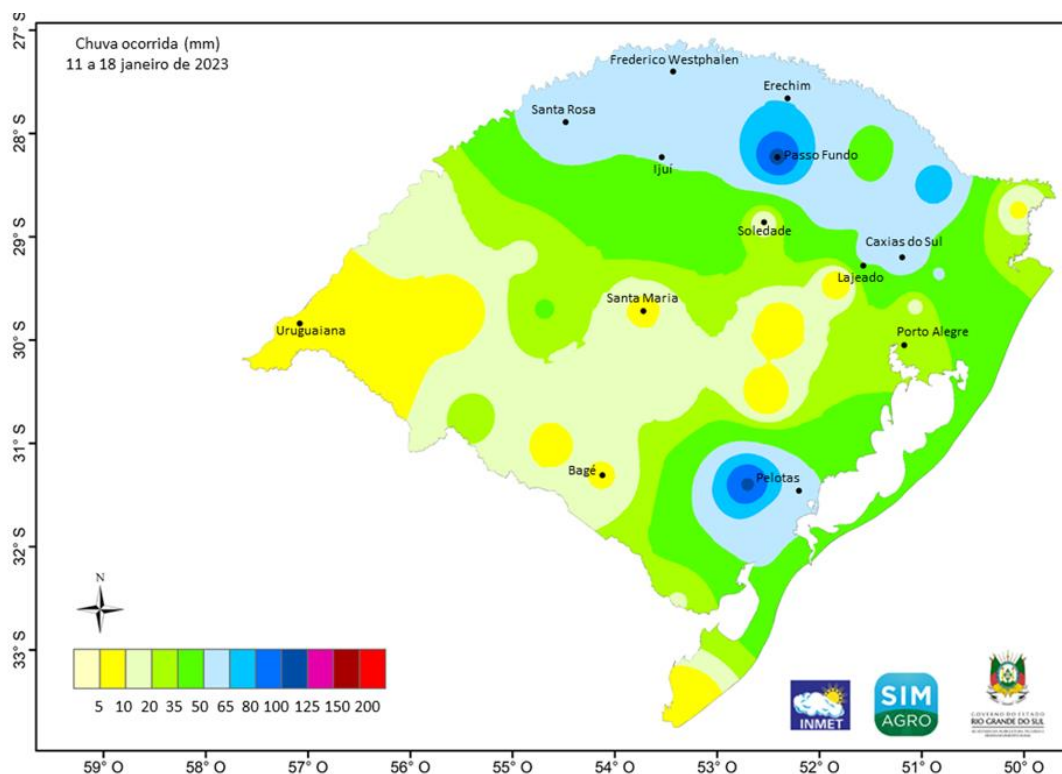 Chuva ocorrida (mm)
11 a 18 janeiro de 2023
27° S
28° S
29° S
30° S
31° S
32° S
33° S
Frederico Westphalen
Erechim
Santa Rosa
Passo Fundo
Ijuí
Soledade
Caxias do Sul
Lajeado
Santa Maria
Uruguaiana
Porto Alegre
Bagé
Pelotas
N
5 10 20 35 50 65 80 100 125 150 200
INMET
SIM
AGRO
GOVERNO DO ESTADO
RIO GRANDE DO SUL
59° O 58° O 57° O 56° O 55° O 54° O 53° O 52° O 51° O 50° O